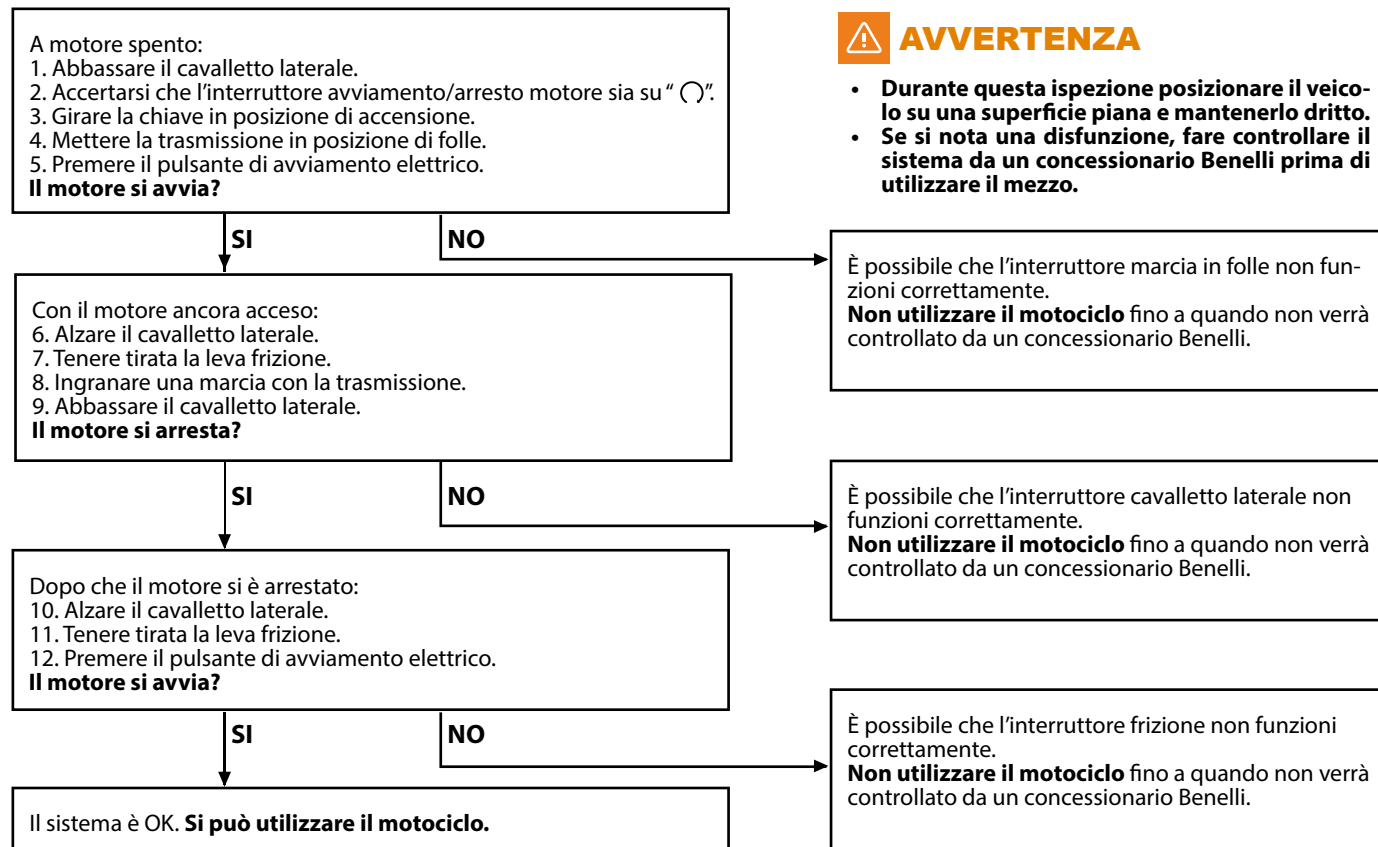 A motore spento:
1. Abbassare il cavalletto laterale.
2. Accertarsi che l'interruttore avviamento/arresto motore sia su " ".
3. Girare la chiave in posizione di accensione.
4. Mettere la trasmissione in posizione di folle.
5. Premere il pulsante di avviamento elettrico.
Il motore si avvia?
AVVERTENZA
• Durante questa ispezione posizionare il veico-
lo su una superficie piana e mantenerlo dritto.
• Se si nota una disfunzione, fare controllare il
sistema da un concessionario Benelli prima di
utilizzare il mezzo.
SI
NO
È possibile che l'interruttore marcia in folle non fun-
zioni correttamente.
Non utilizzare il motociclo fino a quando non verrà
controllato da un concessionario Benelli.
Con il motore ancora acceso:
6. Alzare il cavalletto laterale.
7. Tenere tirata la leva frizione.
8. Ingranare una marcia con la trasmissione.
9. Abbassare il cavalletto laterale.
Il motore si arresta?
SI
NO
È possibile che l'interruttore cavalletto laterale non
funzioni correttamente.
Non utilizzare il motociclo fino a quando non verrà
controllato da un concessionario Benelli.
Dopo che il motore si è arrestato:
10. Alzare il cavalletto laterale.
11. Tenere tirata la leva frizione.
12. Premere il pulsante di avviamento elettrico.
Il motore si avvia?
SI
NO
È possibile che l'interruttore frizione non funzioni
correttamente.
Non utilizzare il motociclo fino a quando non verrà
controllato da un concessionario Benelli.
Il sistema è OK. Si può utilizzare il motociclo.